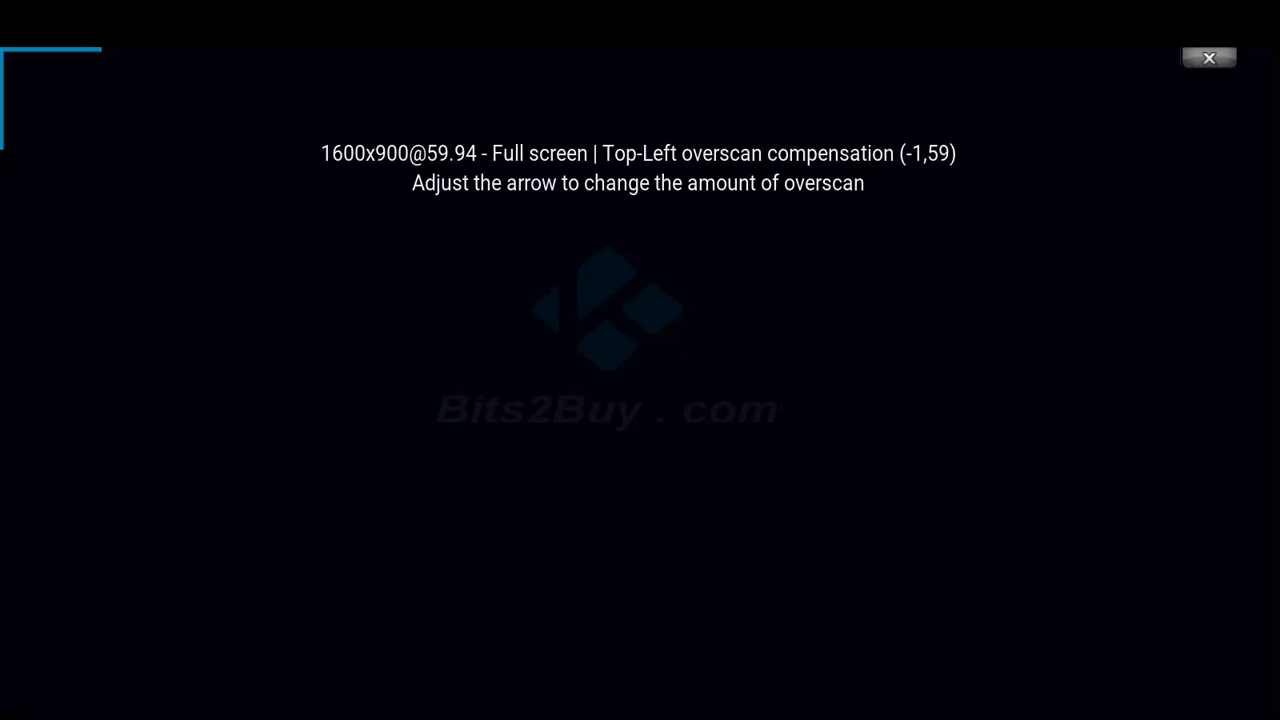 x
1600x900@59.94 - Full screen | Top-Left overscan compensation (-1,59)
Adjust the arrow to change the amount of overscan
Bits2Buy . com